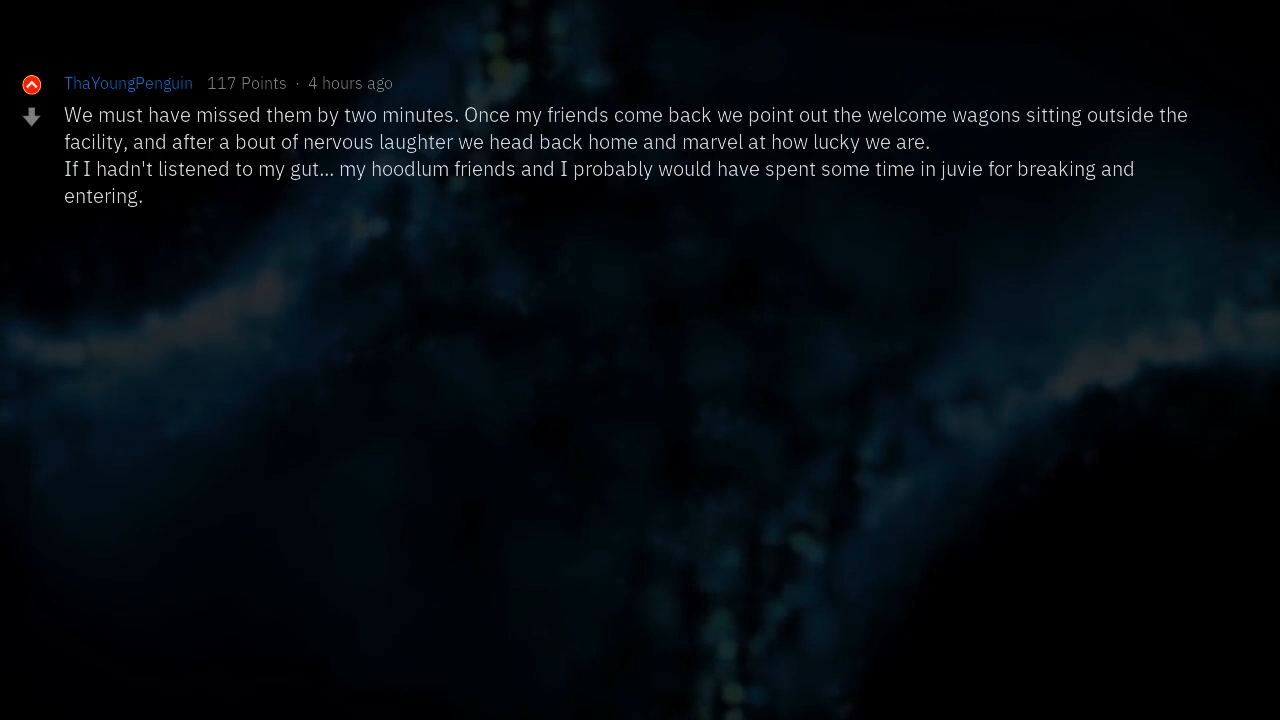 ThaYoungPenguin 117 Points · 4 hours ago
We must have missed them by two minutes. Once my friends come back we point out the welcome wagons sitting outside the
facility, and after a bout of nervous laughter we head back home and marvel at how lucky we are.
If I hadn't listened to my gut... my hoodlum friends and I probably would have spent some time in juvie for breaking and
entering.